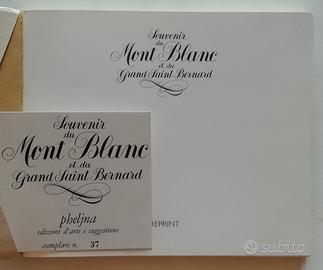 Souvenir
du
Mont Blanc
et du
Grand Saint Bernard
REPRINT
Souvenir
du
Mont Blanc
et du
Grand Saint Bernard
pheljna
edizioni d'arte e suggestione
esemplare n. 37
subito